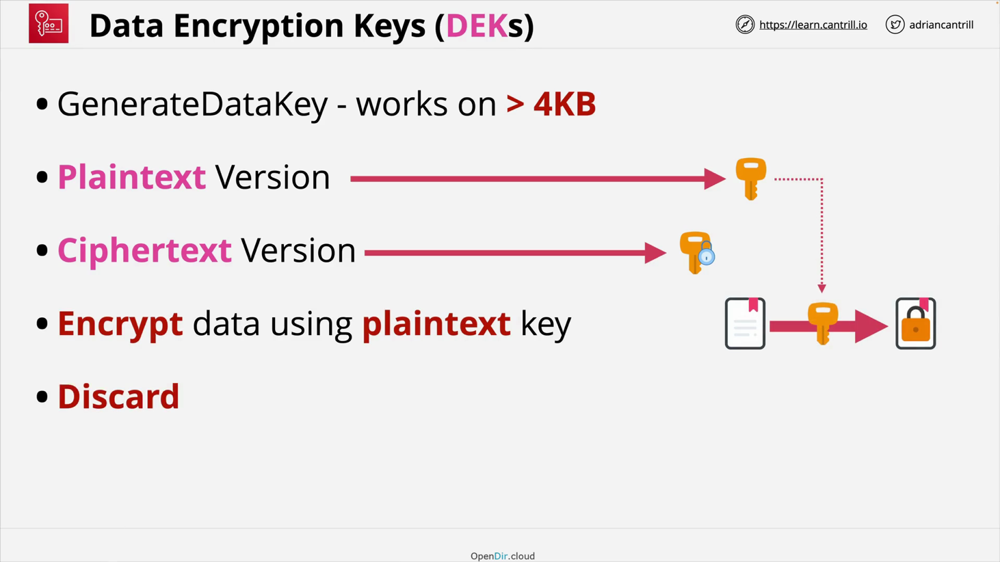 Data Encryption Keys (DEKs)
https://learn.cantrill.io
adriancantrill
• GenerateDataKey - works on > 4KB
• Plaintext Version
• Ciphertext Version
• Encrypt data using plaintext key
• Discard
OpenDir.cloud